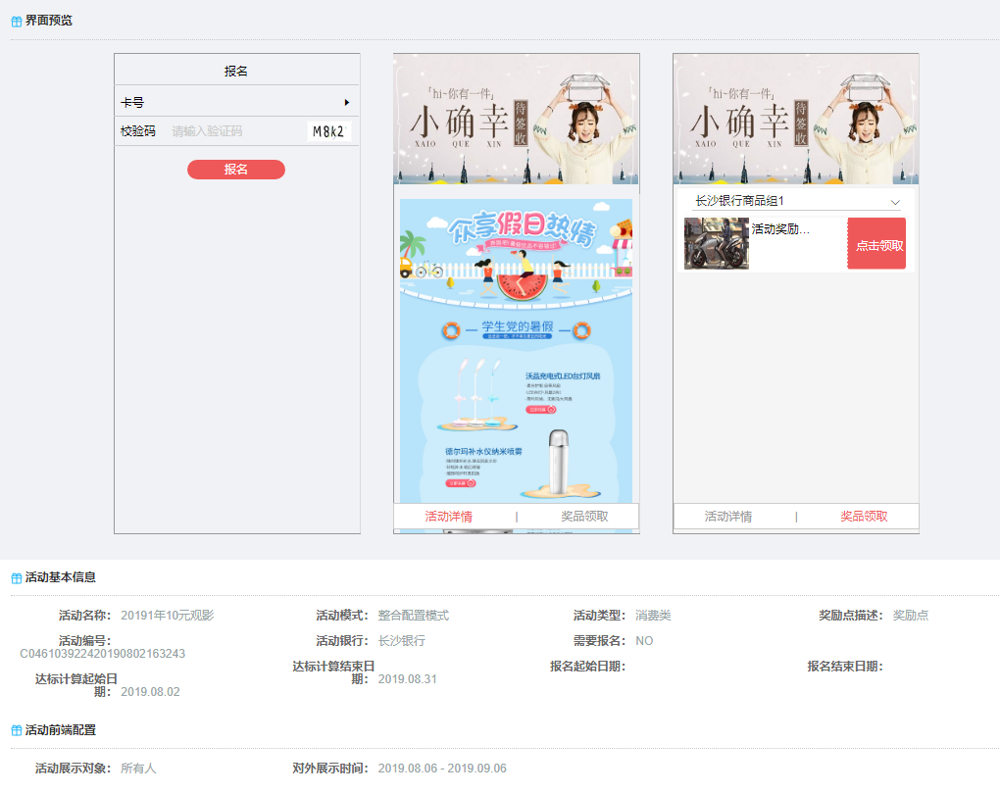 界面预览
报名
卡号
校验码 请输入验证码 M8k2
报名
「hi~你有一件」
小确幸
待签收
XAIO QUE XIN
众享假日热情
学生党的暑假
沃品充电式LED台灯风扇
德尔玛补水仪纳米喷雾
活动详情 | 奖品领取
「hi~你有一件」
小确幸
待签收
XAIO QUE XIN
长沙银行商品组1
活动奖励...
点击领取
活动详情 | 奖品领取
活动基本信息
活动名称: 20191年10元观影 活动模式: 整合配置模式 活动类型: 消费类 奖励点描述: 奖励点
活动编号: 活动银行: 长沙银行 需要报名: NO
C046103922420190802163243
达标计算起始日 达标计算结束日 报名起始日期: 报名结束日期:
期: 2019.08.02 期: 2019.08.31
活动前端配置
活动展示对象: 所有人 对外展示时间: 2019.08.06 - 2019.09.06